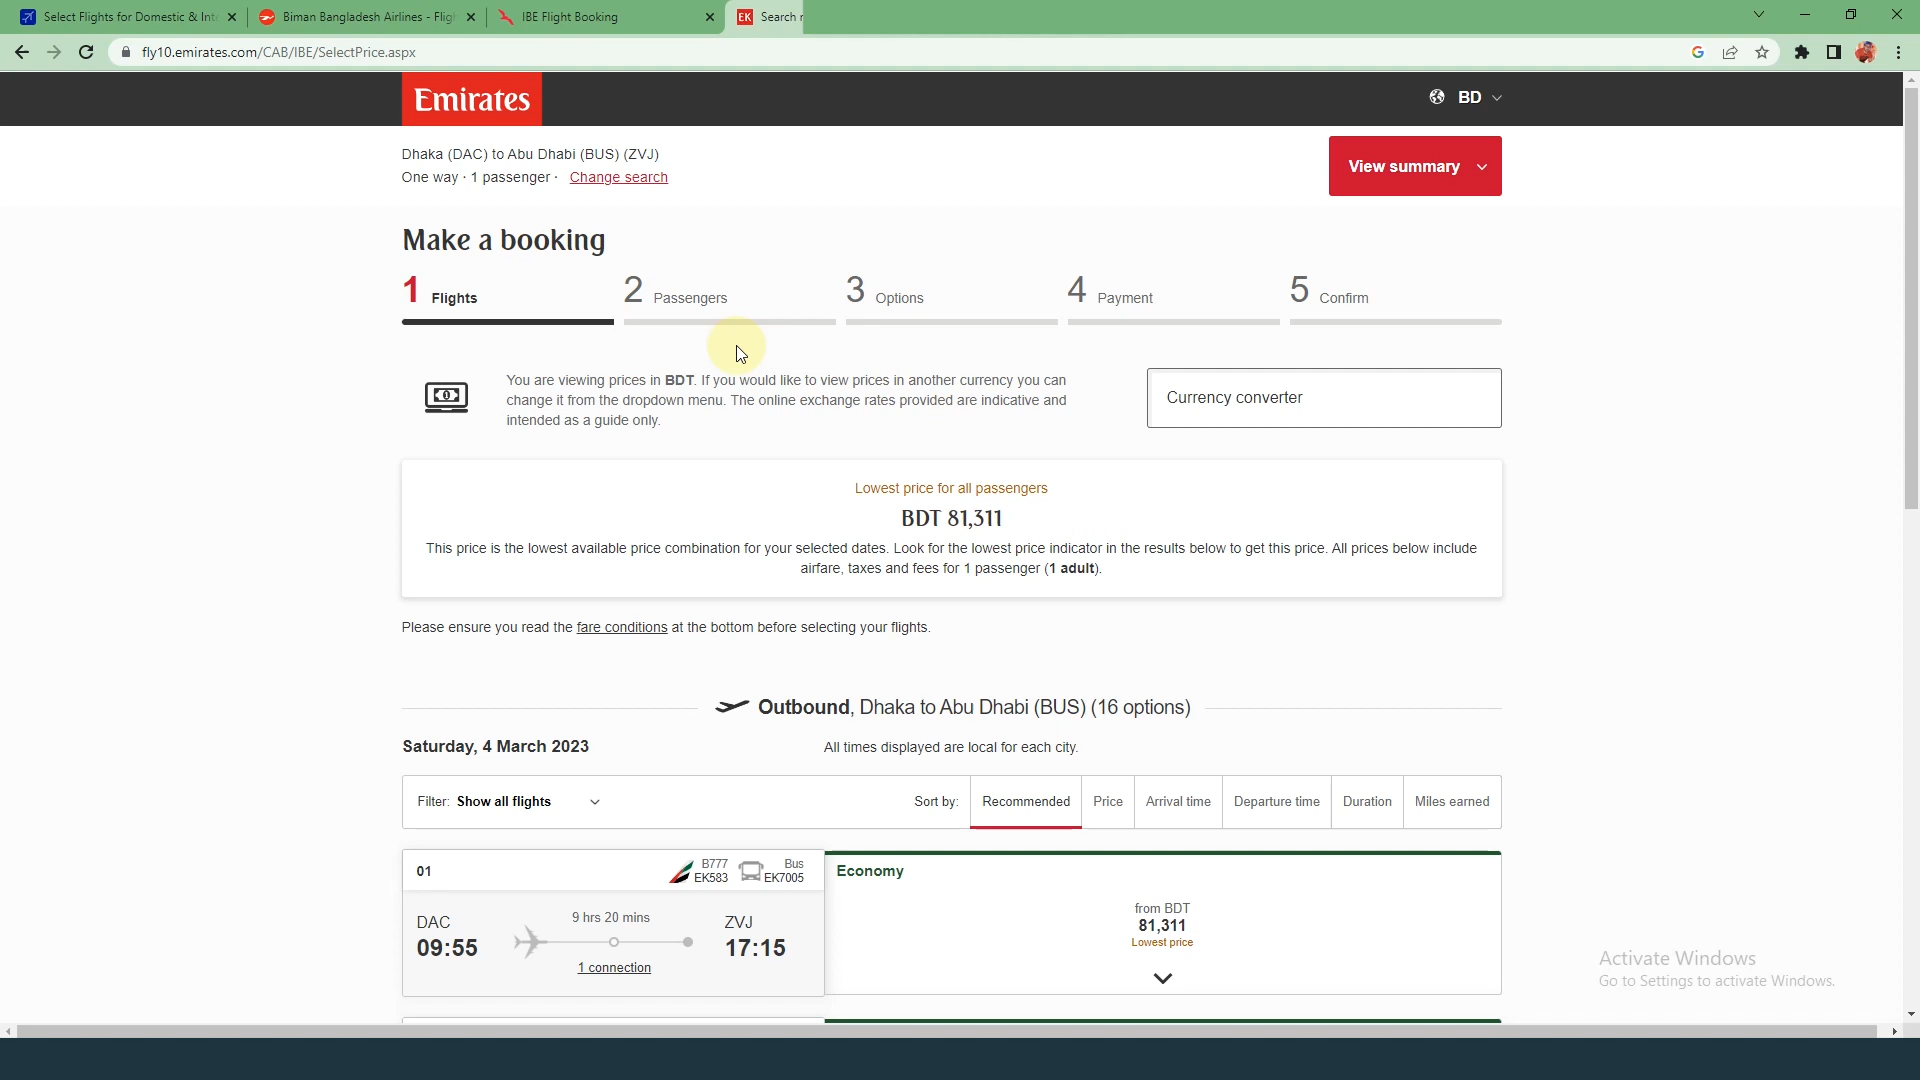 Select Flights for Domestic & Int
Biman Bangladesh Airlines - Flig
IBE Flight Booking
EK Search r
fly10.emirates.com/CAB/IBE/SelectPrice.aspx
Emirates
BD
Dhaka (DAC) to Abu Dhabi (BUS) (ZVJ)
One way · 1 passenger · Change search
View summary
Make a booking
1 Flights
2 Passengers
3 Options
4 Payment
5 Confirm
You are viewing prices in BDT. If you would like to view prices in another currency you can
change it from the dropdown menu. The online exchange rates provided are indicative and
intended as a guide only.
Currency converter
Lowest price for all passengers
BDT 81,311
This price is the lowest available price combination for your selected dates. Look for the lowest price indicator in the results below to get this price. All prices below include
airfare, taxes and fees for 1 passenger (1 adult).
Please ensure you read the fare conditions at the bottom before selecting your flights.
Outbound, Dhaka to Abu Dhabi (BUS) (16 options)
Saturday, 4 March 2023
All times displayed are local for each city.
Filter: Show all flights
Sort by: Recommended Price Arrival time Departure time Duration Miles earned
01
B777
EK583
Bus
EK7005
Economy
DAC
09:55
9 hrs 20 mins
1 connection
ZVJ
17:15
from BDT
81,311
Lowest price
Activate Windows
Go to Settings to activate Windows.